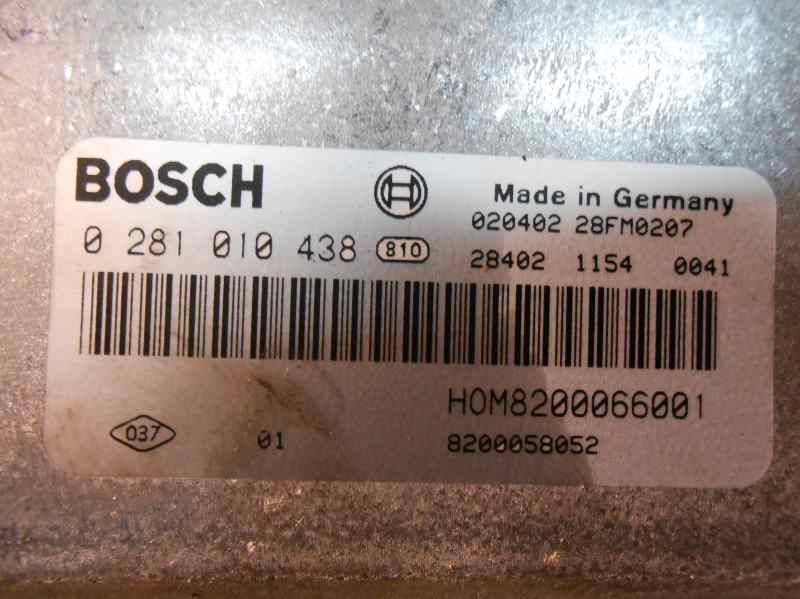 BOSCH
Made in Germany
020402 28FM0207
0 281 010 438 810
28402 1154 0041
HOM8200066001
037 01 8200058052